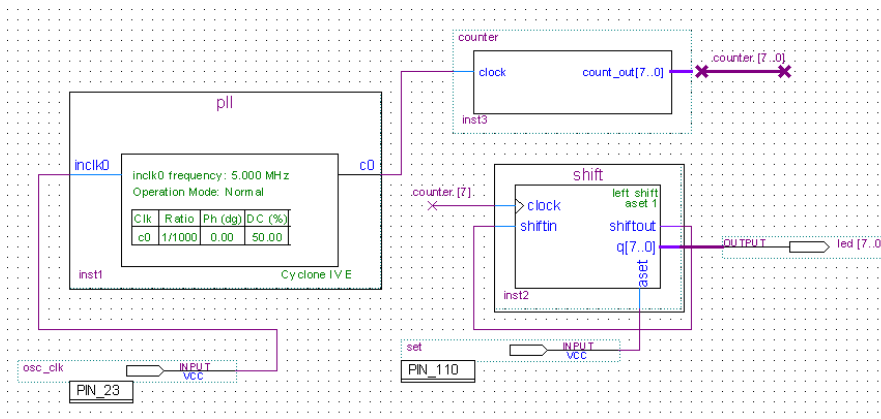 counter
counter.[7..0]
clock
count_out[7..0]
inst3
pll
inclk0
c0
inclk0 frequency: 5.000 MHz
Operation Mode: Normal
Clk Ratio Ph (dg) DC (%)
c0 1/1000 0.00 50.00
inst1
Cyclone IV E
shift
left shift
aset 1
counter.[7]
clock
shiftin
shiftout
q[7..0]
aset
inst2
OUTPUT
led [7..0
set
INPUT
VCC
PIN_110
osc_clk
INPUT
VCC
PIN_23